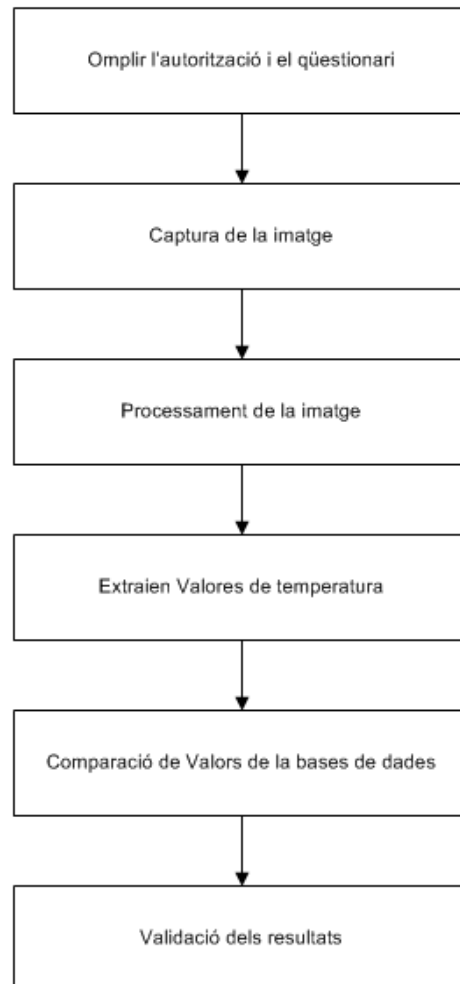 Omplir l'autorització i el qüestionari
Captura de la imatge
Processament de la imatge
Extraien Valores de temperatura
Comparació de Valors de la bases de dades
Validació dels resultats